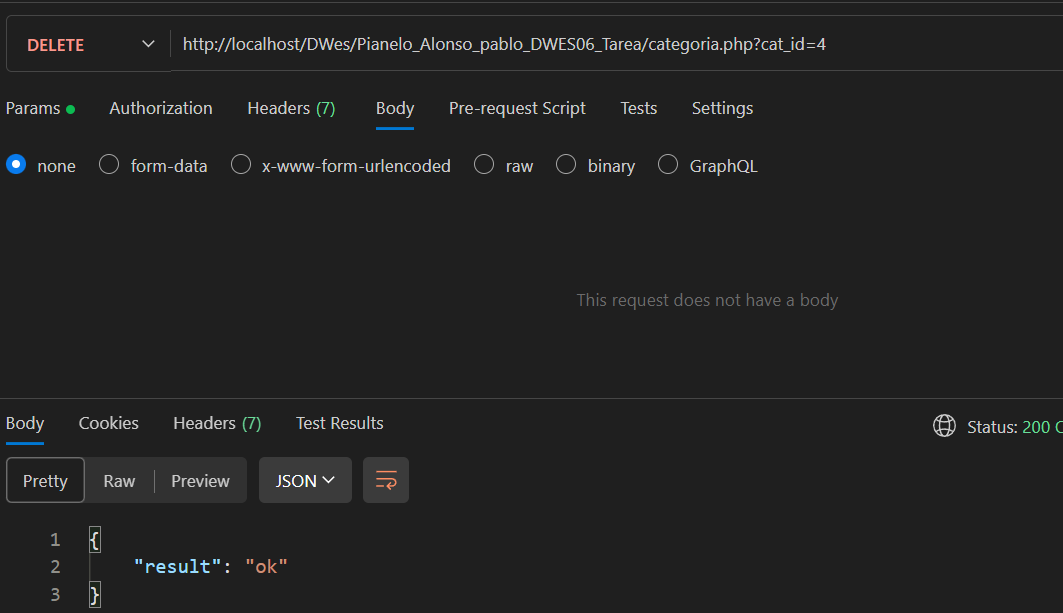 DELETE http://localhost/DWes/Pianelo_Alonso_pablo_DWES06_Tarea/categoria.php?cat_id=4
Params Authorization Headers (7) Body Pre-request Script Tests Settings
none form-data x-www-form-urlencoded raw binary GraphQL
This request does not have a body
Body Cookies Headers (7) Test Results Status: 200
Pretty Raw Preview JSON
1 {
2 "result": "ok"
3 }